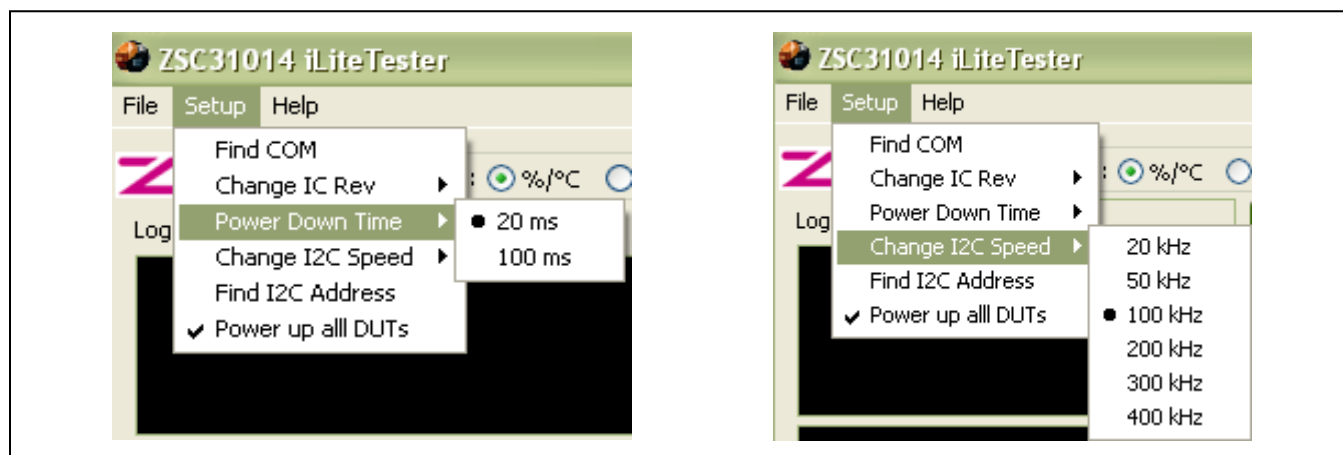 ZSC31014 iLiteTester
File Setup Help
Find COM
Change IC Rev
: %/°C
Power Down Time
20 ms
Log
Change I2C Speed
100 ms
Find I2C Address
Power up alll DUTs
ZSC31014 iLiteTester
File Setup Help
Find COM
Change IC Rev
: %/°C
Power Down Time
Log
Change I2C Speed
20 kHz
Find I2C Address
50 kHz
Power up alll DUTs
100 kHz
200 kHz
300 kHz
400 kHz